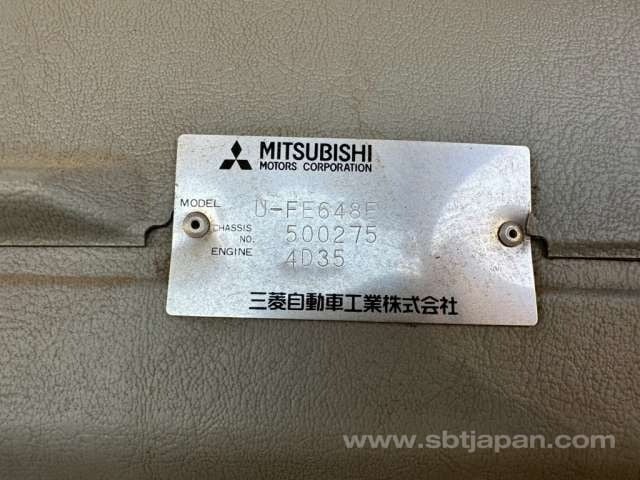 MITSUBISHI
MOTORS CORPORATION
MODEL U-FE648E
CHASSIS NO. 500275
ENGINE 4D35
三菱自動車工業株式会社
www.sbtjapan.com